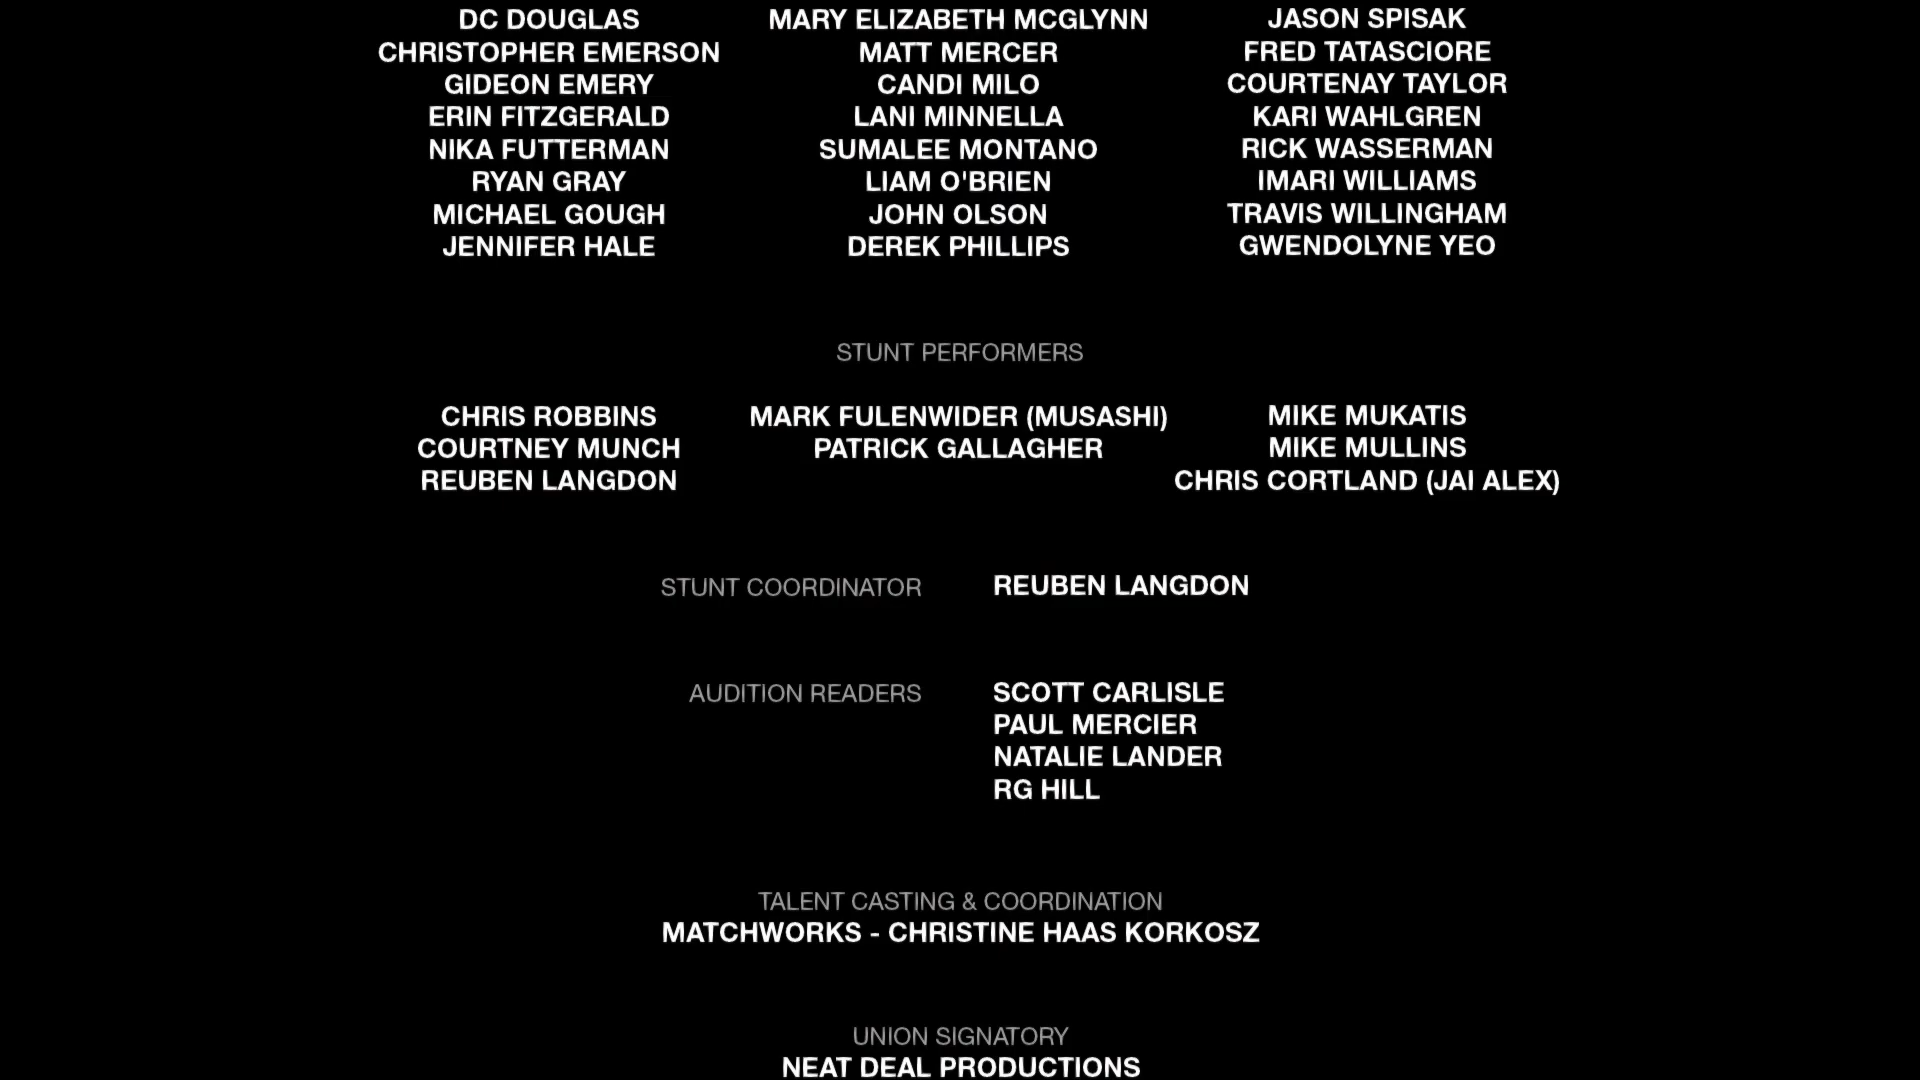 DC DOUGLAS
CHRISTOPHER EMERSON
GIDEON EMERY
ERIN FITZGERALD
NIKA FUTTERMAN
RYAN GRAY
MICHAEL GOUGH
JENNIFER HALE
MARY ELIZABETH MCGLYNN
MATT MERCER
CANDI MILO
LANI MINNELLA
SUMALEE MONTANO
LIAM O'BRIEN
JOHN OLSON
DEREK PHILLIPS
JASON SPISAK
FRED TATASCIORE
COURTENAY TAYLOR
KARI WAHLGREN
RICK WASSERMAN
IMARI WILLIAMS
TRAVIS WILLINGHAM
GWENDOLYNE YEO
STUNT PERFORMERS
CHRIS ROBBINS
COURTNEY MUNCH
REUBEN LANGDON
MARK FULENWIDER (MUSASHI)
PATRICK GALLAGHER
MIKE MUKATIS
MIKE MULLINS
CHRIS CORTLAND (JAI ALEX)
STUNT COORDINATOR REUBEN LANGDON
AUDITION READERS SCOTT CARLISLE
PAUL MERCIER
NATALIE LANDER
RG HILL
TALENT CASTING & COORDINATION
MATCHWORKS - CHRISTINE HAAS KORKOSZ
UNION SIGNATORY
NEAT DEAL PRODUCTIONS